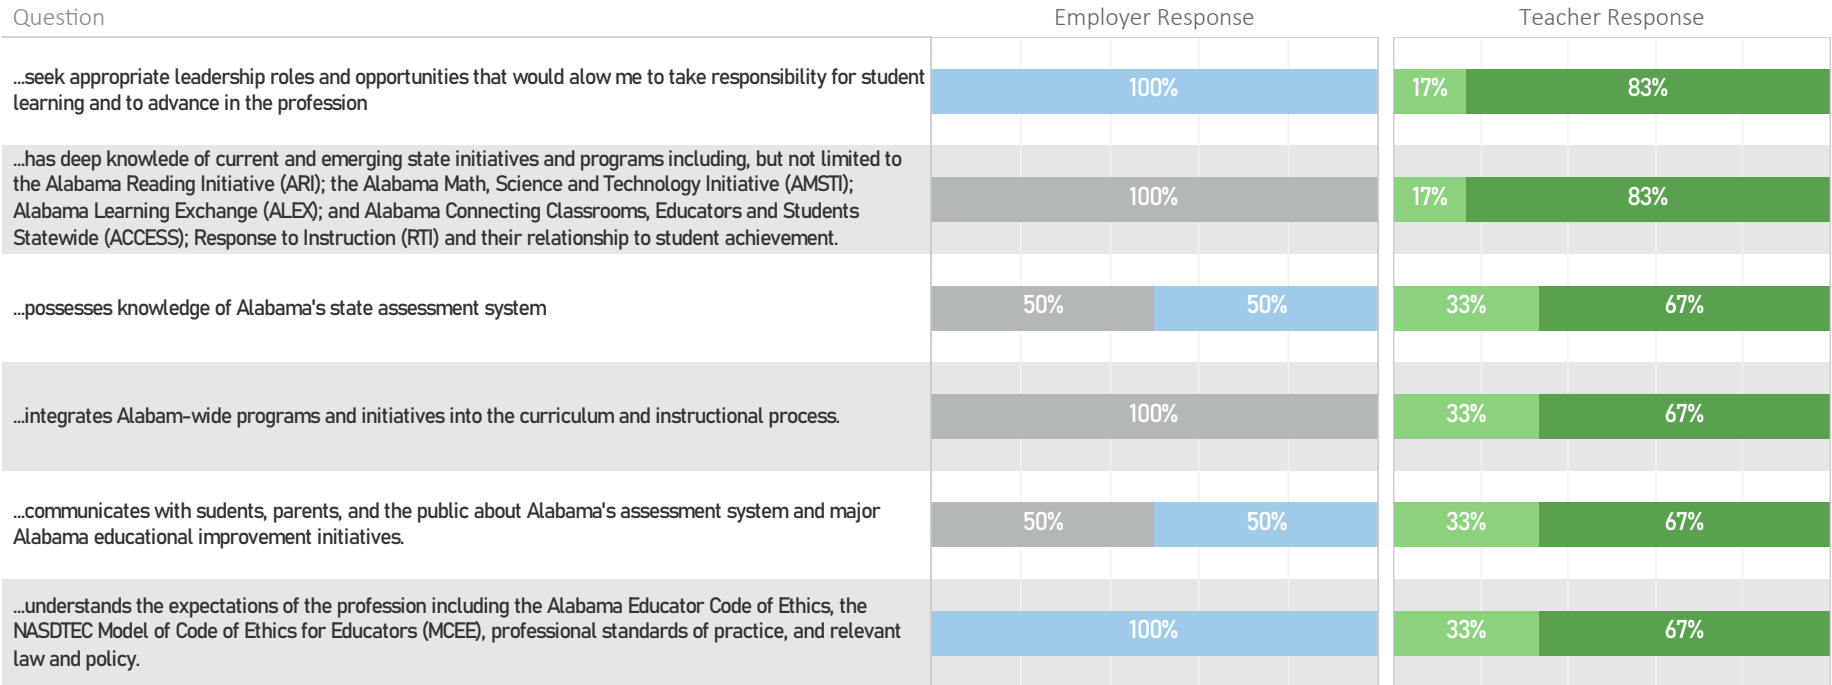 Question Employer Response Teacher Response
...seek appropriate leadership roles and opportunities that would alow me to take responsibility for student
learning and to advance in the profession
100% 17% 83%
...has deep knowlede of current and emerging state initiatives and programs including, but not limited to
the Alabama Reading Initiative (ARI); the Alabama Math, Science and Technology Initiative (AMSTI);
Alabama Learning Exchange (ALEX); and Alabama Connecting Classrooms, Educators and Students
Statewide (ACCESS); Response to Instruction (RTI) and their relationship to student achievement.
100% 17% 83%
...possesses knowledge of Alabama's state assessment system
50% 50% 33% 67%
...integrates Alabam-wide programs and initiatives into the curriculum and instructional process.
100% 33% 67%
...communicates with sudents, parents, and the public about Alabama's assessment system and major
Alabama educational improvement initiatives.
50% 50% 33% 67%
...understands the expectations of the profession including the Alabama Educator Code of Ethics, the
NASDTEC Model of Code of Ethics for Educators (MCEE), professional standards of practice, and relevant
law and policy.
100% 33% 67%